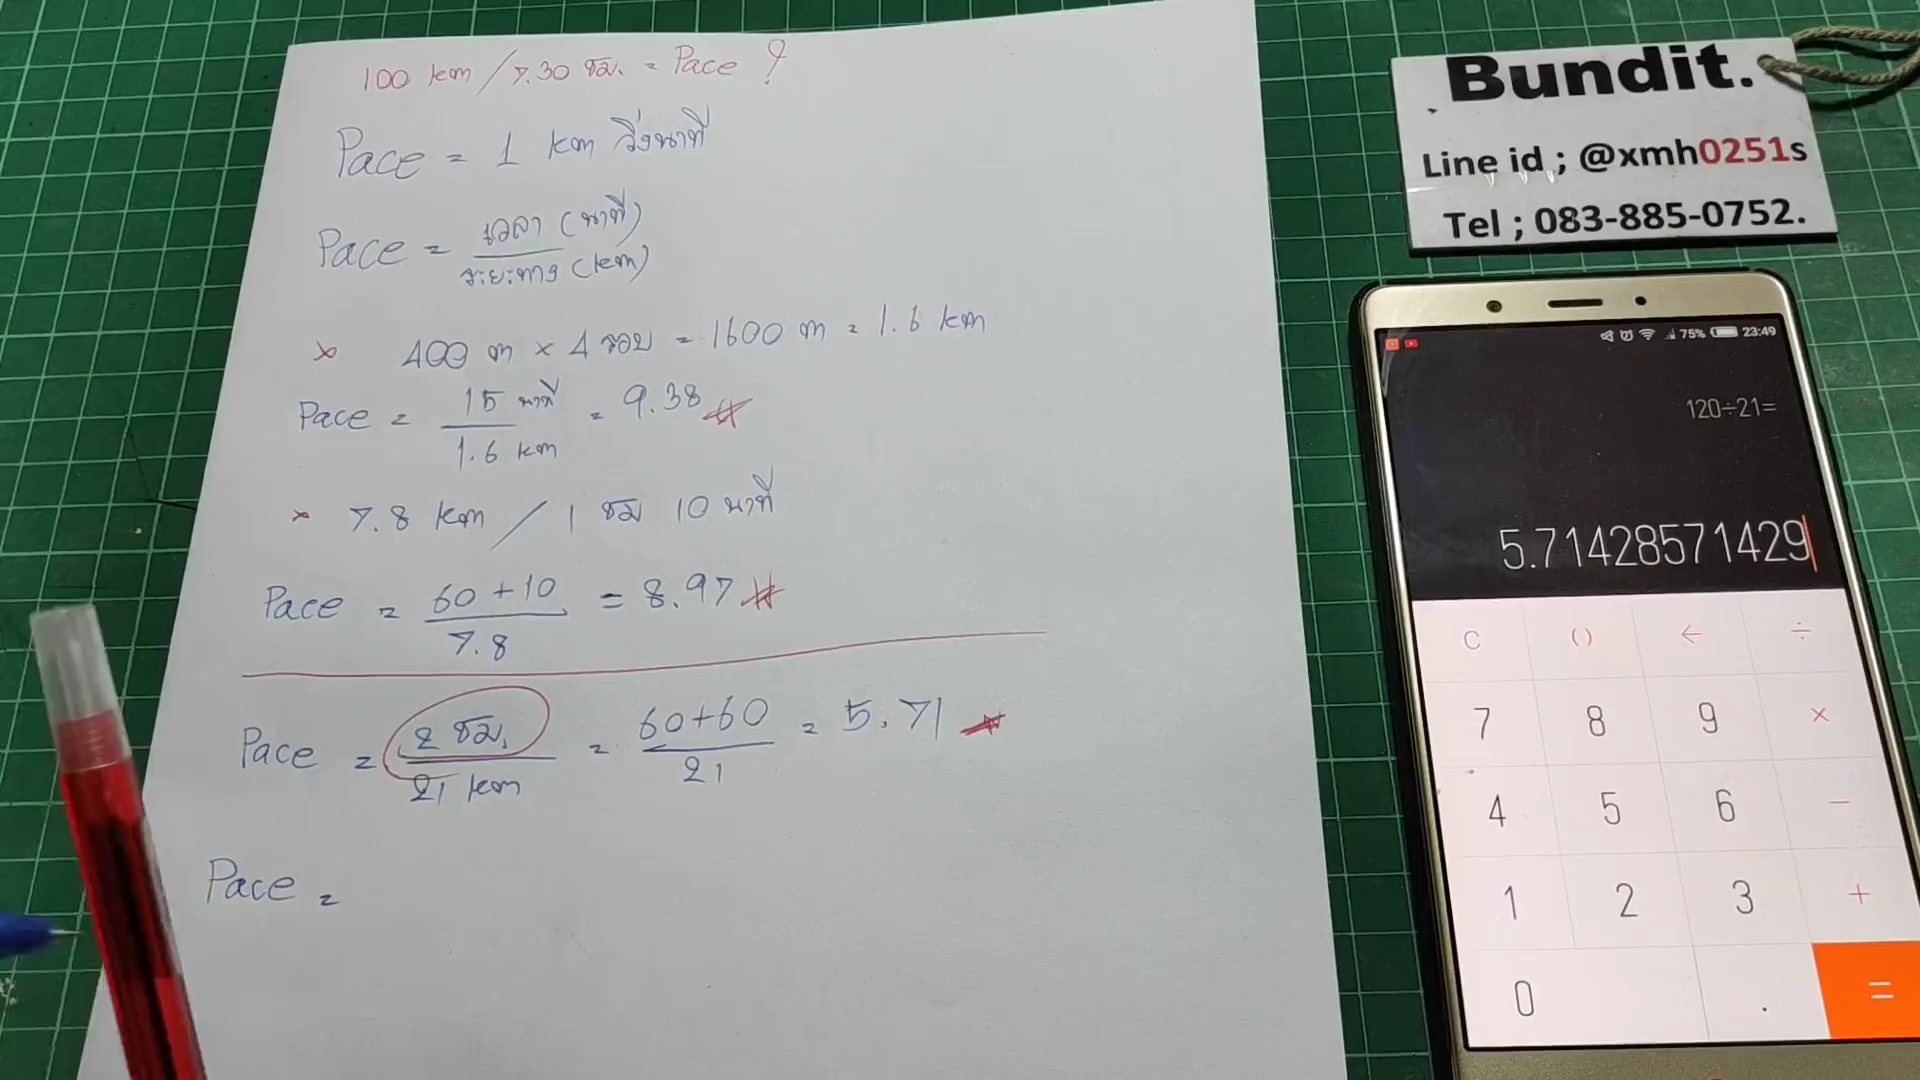 100 km / 7.30 ชม. = Pace ?
Pace = 1 km วิ่งนาที
Pace = เวลา (นาที)
ระยะทาง (km)
× 400 m × 4 รอบ = 1600 m = 1.6 km
Pace = 15 นาที = 9.38
1.6 km
× 7.8 km / 1 ชม 10 นาที
Pace = 60 + 10 = 8.97
7.8
Pace = 2 ชม. = 60+60 = 5.71
21 km 21
Pace =
Bundit.
Line id ; @xmh0251s
Tel ; 083-885-0752.
75% 23:49
120÷21=
5.71428571429
C () ← ÷
7 8 9 ×
4 5 6 −
1 2 3 +
0 . =